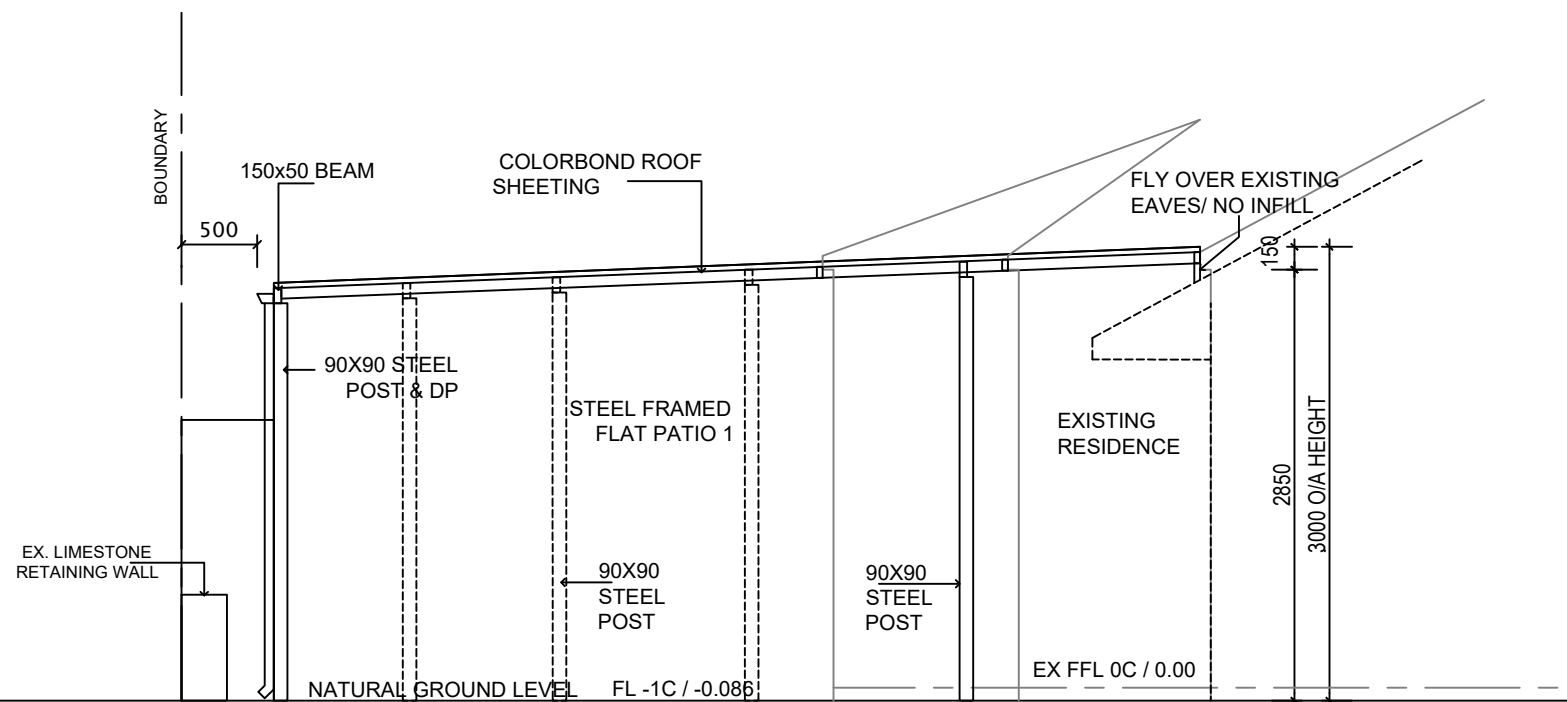 BOUNDARY
500
150x50 BEAM
COLORBOND ROOF
SHEETING
FLY OVER EXISTING
EAVES/ NO INFILL
150
90X90 STEEL
POST & DP
STEEL FRAMED
FLAT PATIO 1
EXISTING
RESIDENCE
2850
3000 O/A HEIGHT
EX. LIMESTONE
RETAINING WALL
90X90
STEEL
POST
90X90
STEEL
POST
NATURAL GROUND LEVEL
FL -1C / -0.086
EX FFL 0C / 0.00